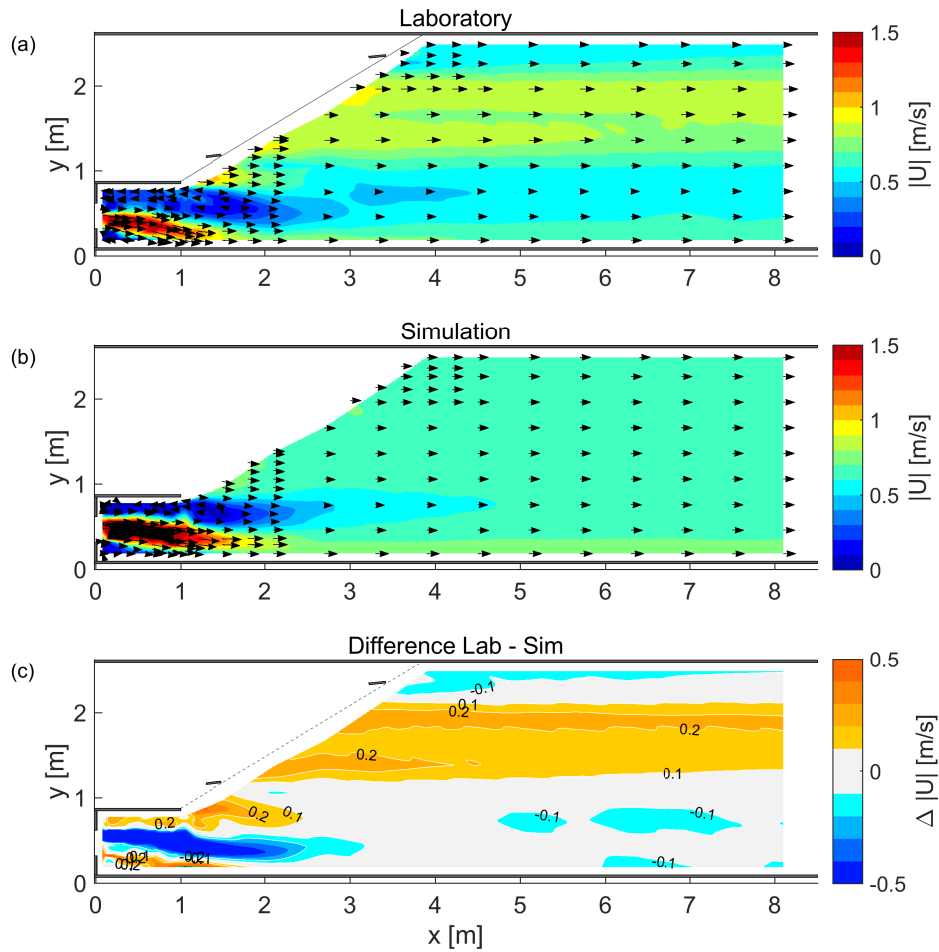 Laboratory
(a)
2
1
0
y [m]
0 1 2 3 4 5 6 7 8
1.5
1
0.5
0
|U| [m/s]
Simulation
(b)
2
1
0
y [m]
0 1 2 3 4 5 6 7 8
1.5
1
0.5
0
|U| [m/s]
Difference Lab - Sim
(c)
2
1
0
y [m]
-0.1
0.1
0.2
0.2
0.2
0.1
0.2
0.1
0.2
-0.1
-0.1
-0.1
0 1 2 3 4 5 6 7 8
x [m]
0.5
0
-0.5
Δ |U| [m/s]